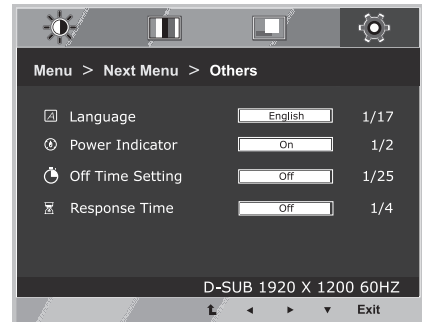 Menu > Next Menu > Others
Language English 1/17
Power Indicator On 1/2
Off Time Setting Off 1/25
Response Time Off 1/4
D-SUB 1920 X 1200 60HZ
Exit